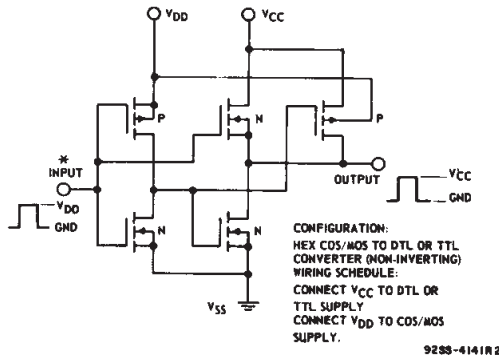 VDD
VCC
P
N
P
*
INPUT
VDD
GND
OUTPUT
VCC
GND
N
N
VSS
CONFIGURATION:
HEX COS/MOS TO DTL OR TTL
CONVERTER (NON-INVERTING)
WIRING SCHEDULE:
CONNECT VCC TO DTL OR
TTL SUPPLY
CONNECT VDD TO COS/MOS
SUPPLY.
92SS-4141R2